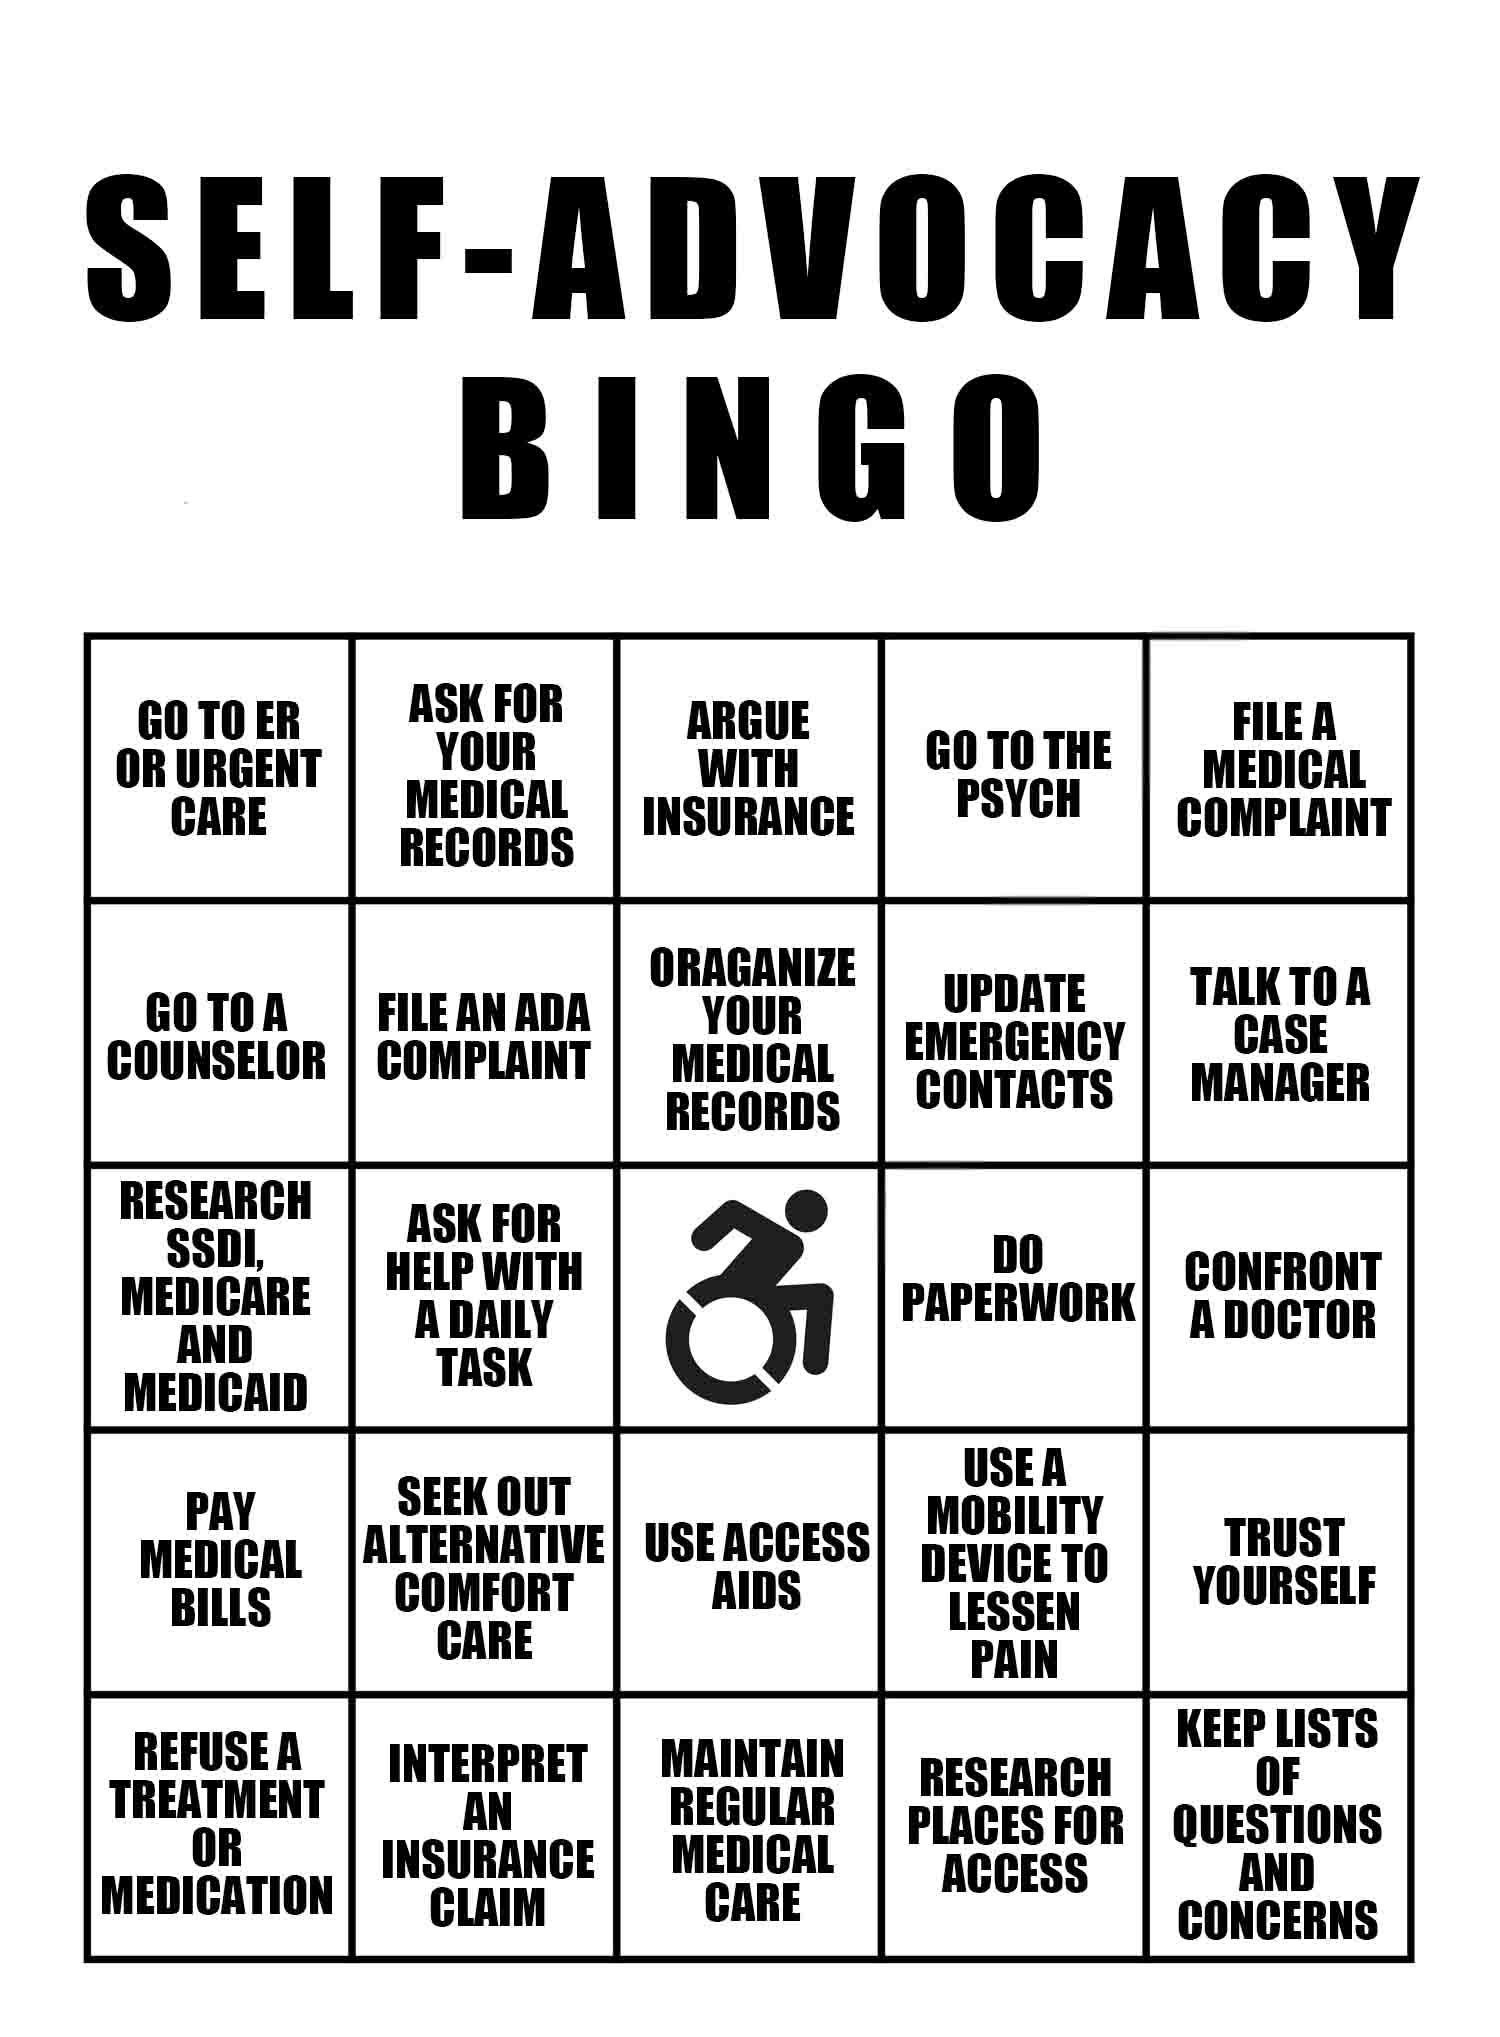 SELF-ADVOCACY
BINGO
GO TO ER
OR URGENT
CARE
ASK FOR
YOUR
MEDICAL
RECORDS
ARGUE
WITH
INSURANCE
GO TO THE
PSYCH
FILE A
MEDICAL
COMPLAINT
GO TO A
COUNSELOR
FILE AN ADA
COMPLAINT
ORAGANIZE
YOUR
MEDICAL
RECORDS
UPDATE
EMERGENCY
CONTACTS
TALK TO A
CASE
MANAGER
RESEARCH
SSDI,
MEDICARE
AND
MEDICAID
ASK FOR
HELP WITH
A DAILY
TASK
DO
PAPERWORK
CONFRONT
A DOCTOR
PAY
MEDICAL
BILLS
SEEK OUT
ALTERNATIVE
COMFORT
CARE
USE ACCESS
AIDS
USE A
MOBILITY
DEVICE TO
LESSEN
PAIN
TRUST
YOURSELF
REFUSE A
TREATMENT
OR
MEDICATION
INTERPRET
AN
INSURANCE
CLAIM
MAINTAIN
REGULAR
MEDICAL
CARE
RESEARCH
PLACES FOR
ACCESS
KEEP LISTS
OF
QUESTIONS
AND
CONCERNS